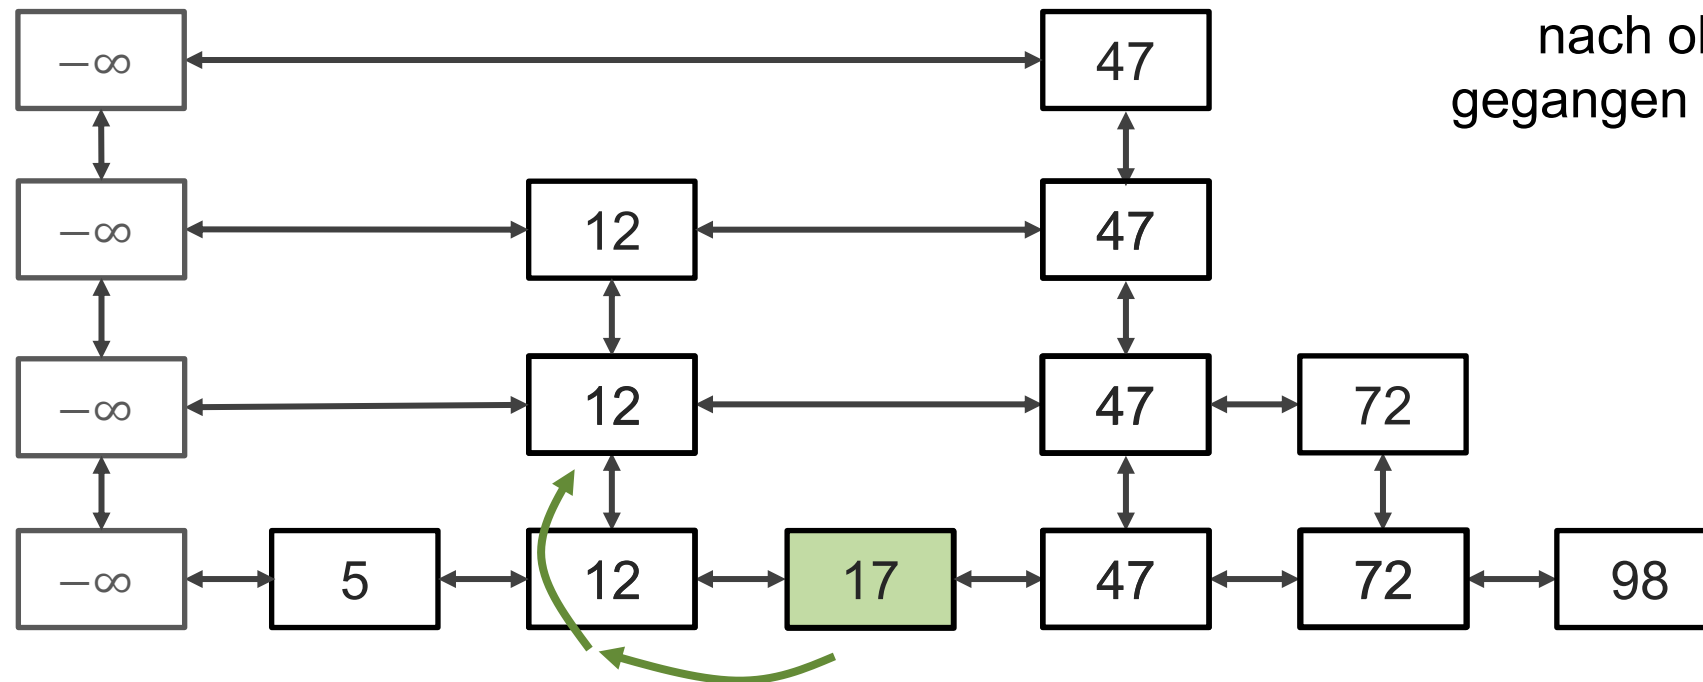 −∞ 47
nach
gegangen
−∞ 12 47
−∞ 12 47 72
−∞ 5 12 17 47 72 98